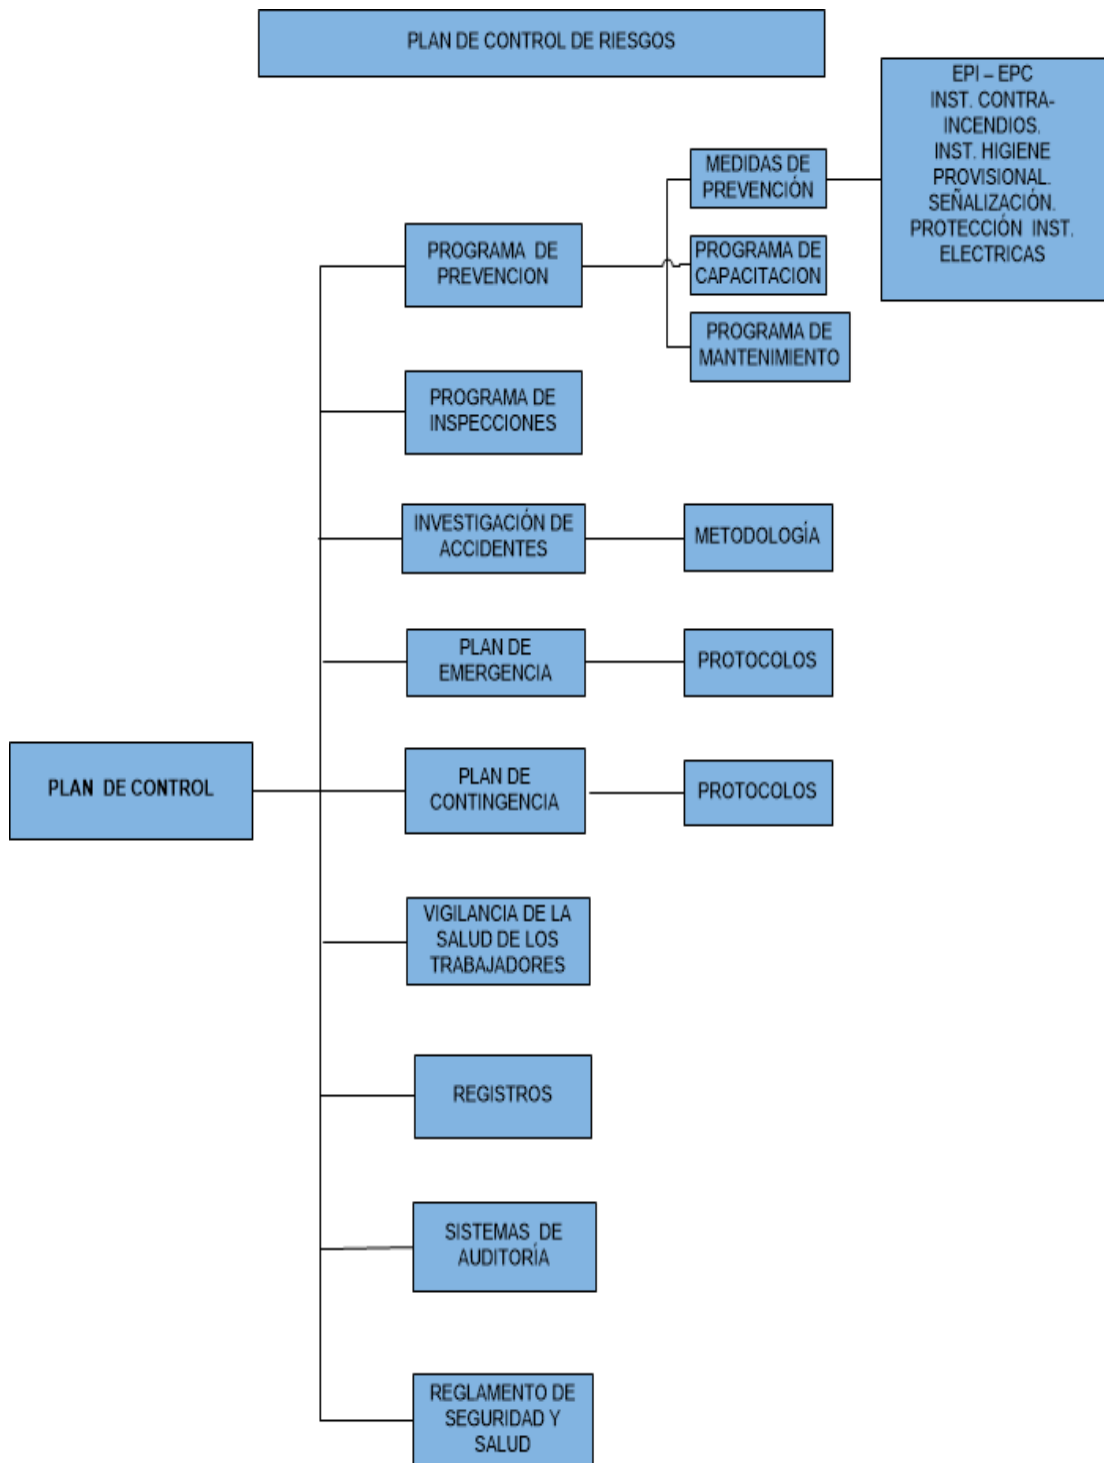 PLAN DE CONTROL DE RIESGOS
EPI – EPC
INST. CONTRA-
INCENDIOS.
INST. HIGIENE
PROVISIONAL.
SEÑALIZACIÓN.
PROTECCIÓN INST.
ELECTRICAS
MEDIDAS DE
PREVENCIÓN
PROGRAMA DE
PREVENCION
PROGRAMA DE
CAPACITACION
PROGRAMA DE
MANTENIMIENTO
PROGRAMA DE
INSPECCIONES
INVESTIGACIÓN DE
ACCIDENTES
METODOLOGÍA
PLAN DE
EMERGENCIA
PROTOCOLOS
PLAN DE CONTROL
PLAN DE
CONTINGENCIA
PROTOCOLOS
VIGILANCIA DE LA
SALUD DE LOS
TRABAJADORES
REGISTROS
SISTEMAS DE
AUDITORÍA
REGLAMENTO DE
SEGURIDAD Y
SALUD